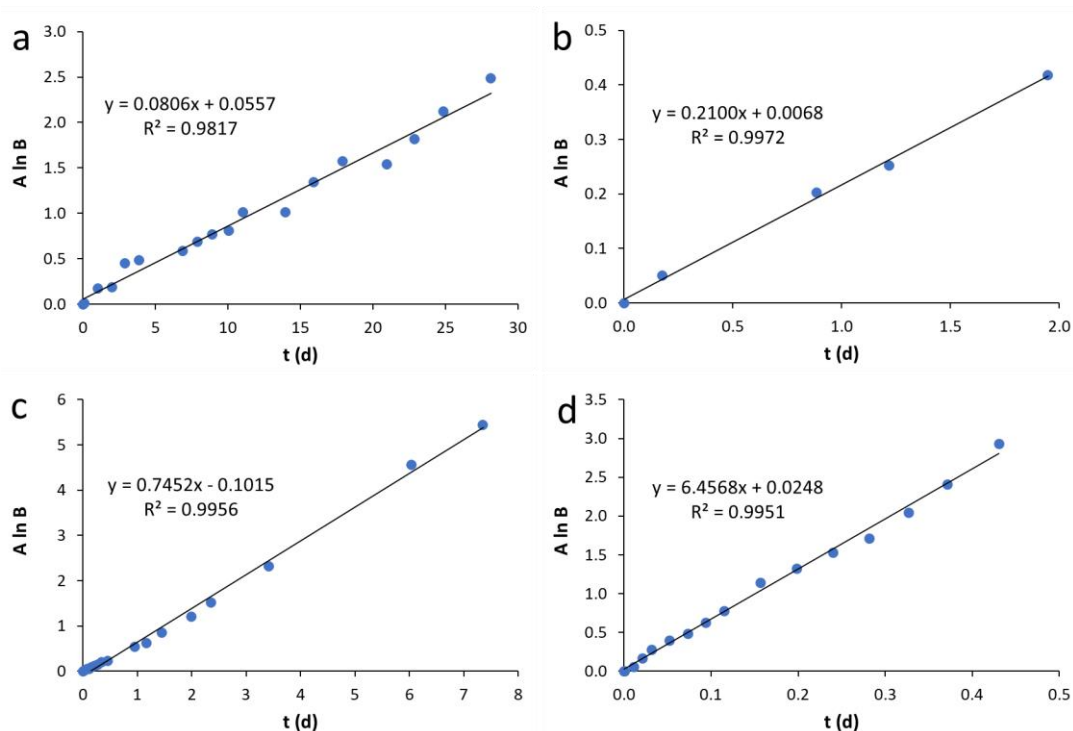 a
3.0
2.5
2.0
1.5
1.0
0.5
0.0
A ln B
y = 0.0806x + 0.0557
R² = 0.9817
0 5 10 15 20 25 30
t (d)
b
0.5
0.4
0.3
0.2
0.1
0.0
A ln B
y = 0.2100x + 0.0068
R² = 0.9972
0.0 0.5 1.0 1.5 2.0
t (d)
c
6
5
4
3
2
1
0
A ln B
y = 0.7452x - 0.1015
R² = 0.9956
0 1 2 3 4 5 6 7 8
t (d)
d
3.5
3.0
2.5
2.0
1.5
1.0
0.5
0.0
A ln B
y = 6.4568x + 0.0248
R² = 0.9951
0.0 0.1 0.2 0.3 0.4 0.5
t (d)